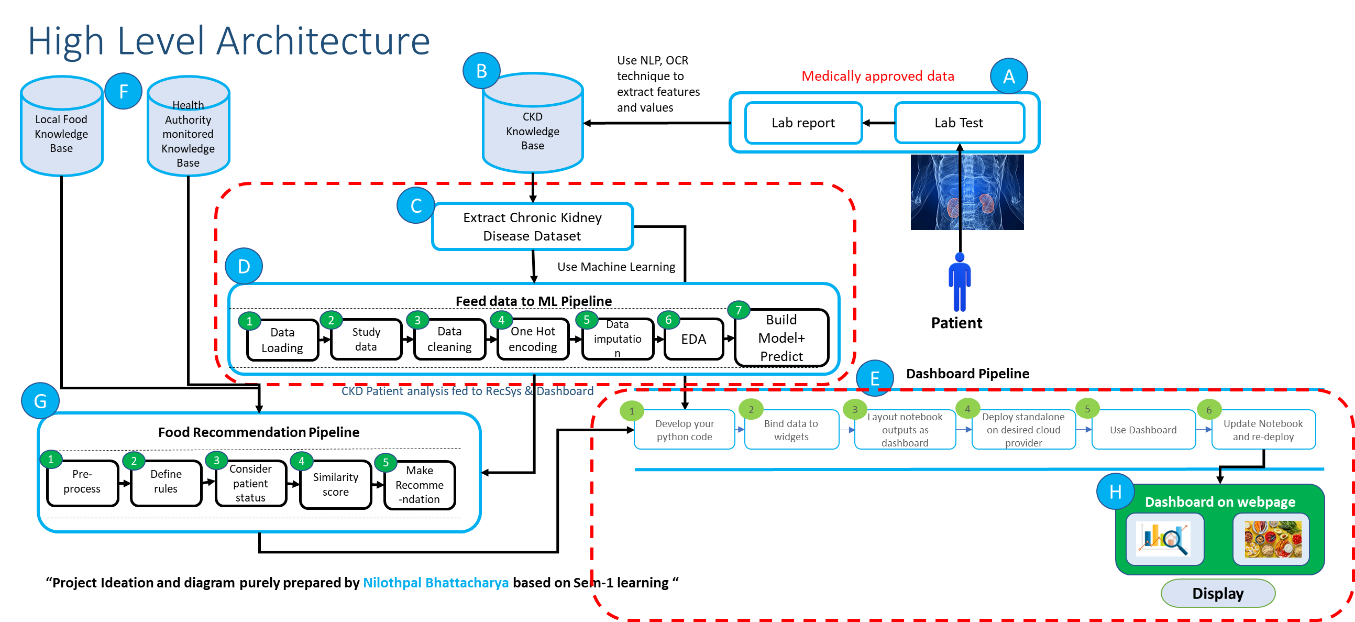 High Level Architecture
F
Local Food
Knowledge
Base
Health
Authority
monitored
Knowledge
Base
B
CKD
Knowledge
Base
Use NLP, OCR
technique to
extract features
and values
Medically approved data
A
Lab report
Lab Test
Patient
C
Extract Chronic Kidney
Disease Dataset
Use Machine Learning
D
Feed data to ML Pipeline
1
Data
Loading
2
Study
data
3
Data
cleaning
4
One Hot
encoding
5
Data
imputatio
n
6
EDA
7
Build
Model+
Predict
CKD Patient analysis fed to RecSys & Dashboard
E
Dashboard Pipeline
1
Develop your
python code
2
Bind data to
widgets
3
Layout notebook
outputs as
dashboard
4
Deploy standalone
on desired cloud
provider
5
Use Dashboard
6
Update Notebook
and re-deploy
G
Food Recommendation Pipeline
1
Pre-
process
2
Define
rules
3
Consider
patient
status
4
Similarity
score
5
Make
Recomme
-ndation
H
Dashboard on webpage
Display
“Project Ideation and diagram purely prepared by Nilothpal Bhattacharya based on Sem-1 learning “